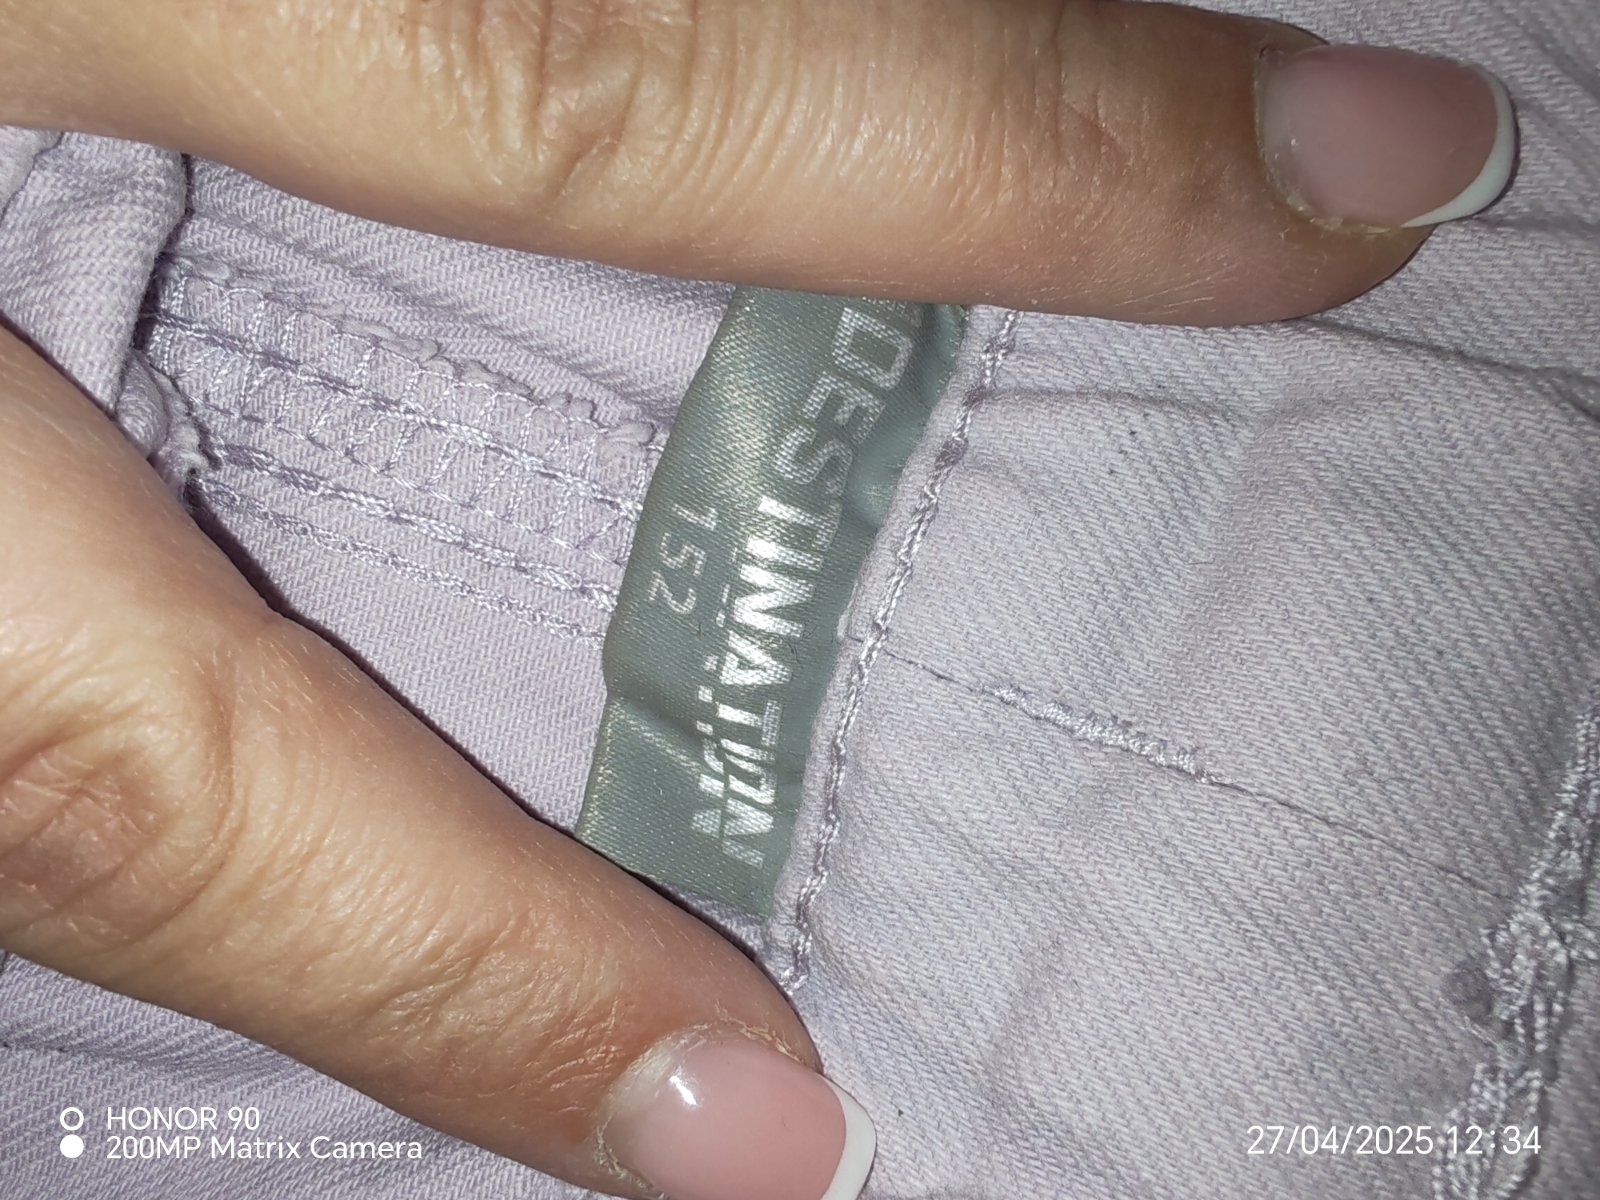 DESTINATION
152
HONOR 90
200MP Matrix Camera
27/04/2025 12:34